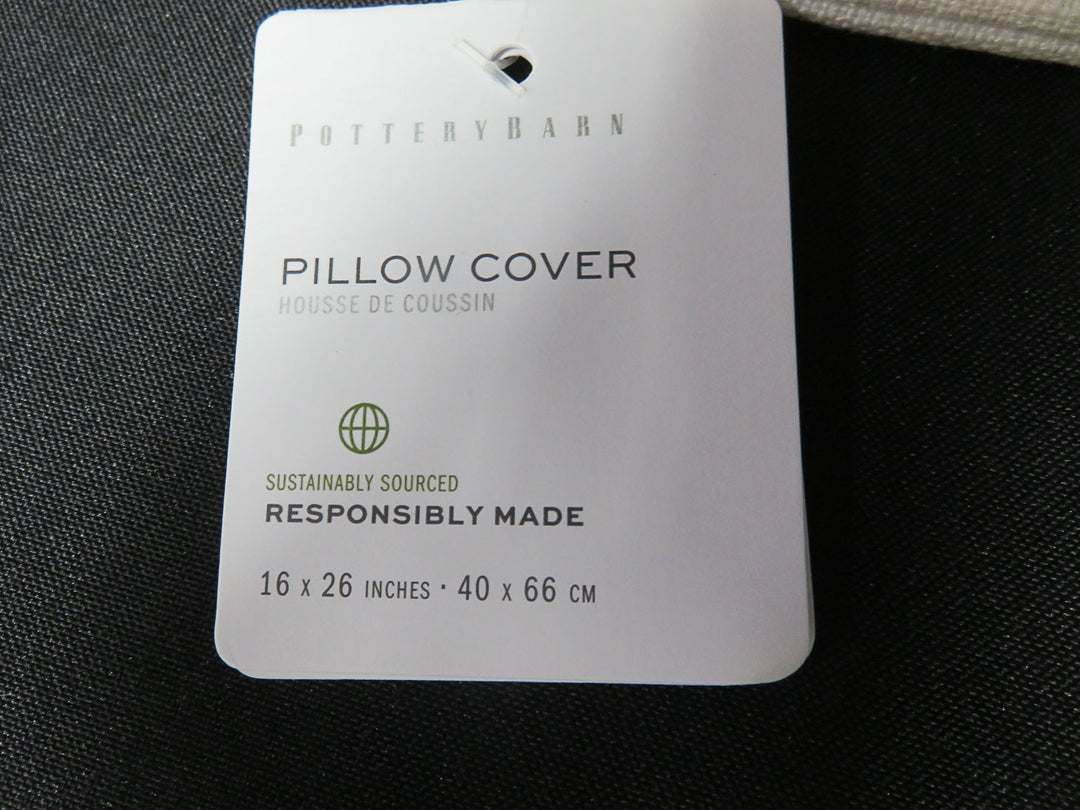 POTTERYBARN
PILLOW COVER
HOUSSE DE COUSSIN
SUSTAINABLY SOURCED
RESPONSIBLY MADE
16 x 26 INCHES · 40 x 66 CM